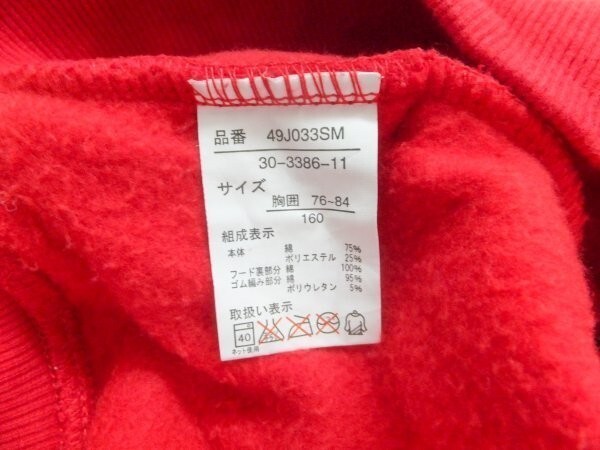 品番 49J033SM
30-3386-11
サイズ
胸囲 76~84
160
組成表示
本体 綿 75%
ポリエステル 25%
フード裏部分 綿 100%
ゴム編み部分 綿 95%
ポリウレタン 5%
取扱い表示
40
ネット使用